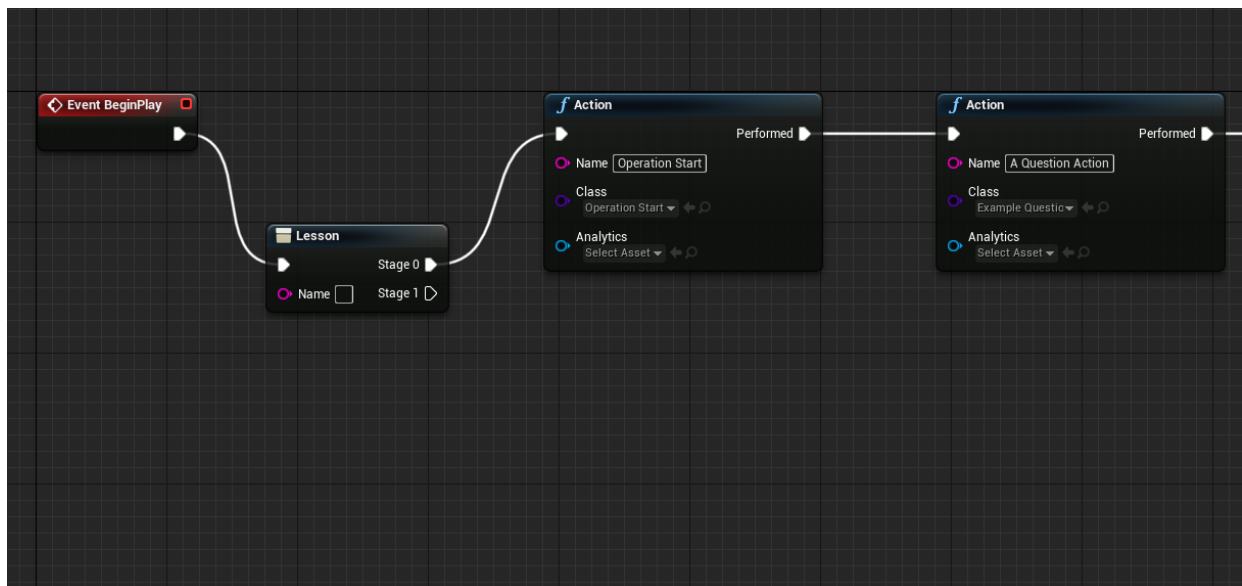 Event BeginPlay
Lesson
Stage 0
Name
Stage 1
Action
Performed
Name Operation Start
Class
Operation Start
Analytics
Select Asset
Action
Performed
Name A Question Action
Class
Example Questic
Analytics
Select Asset